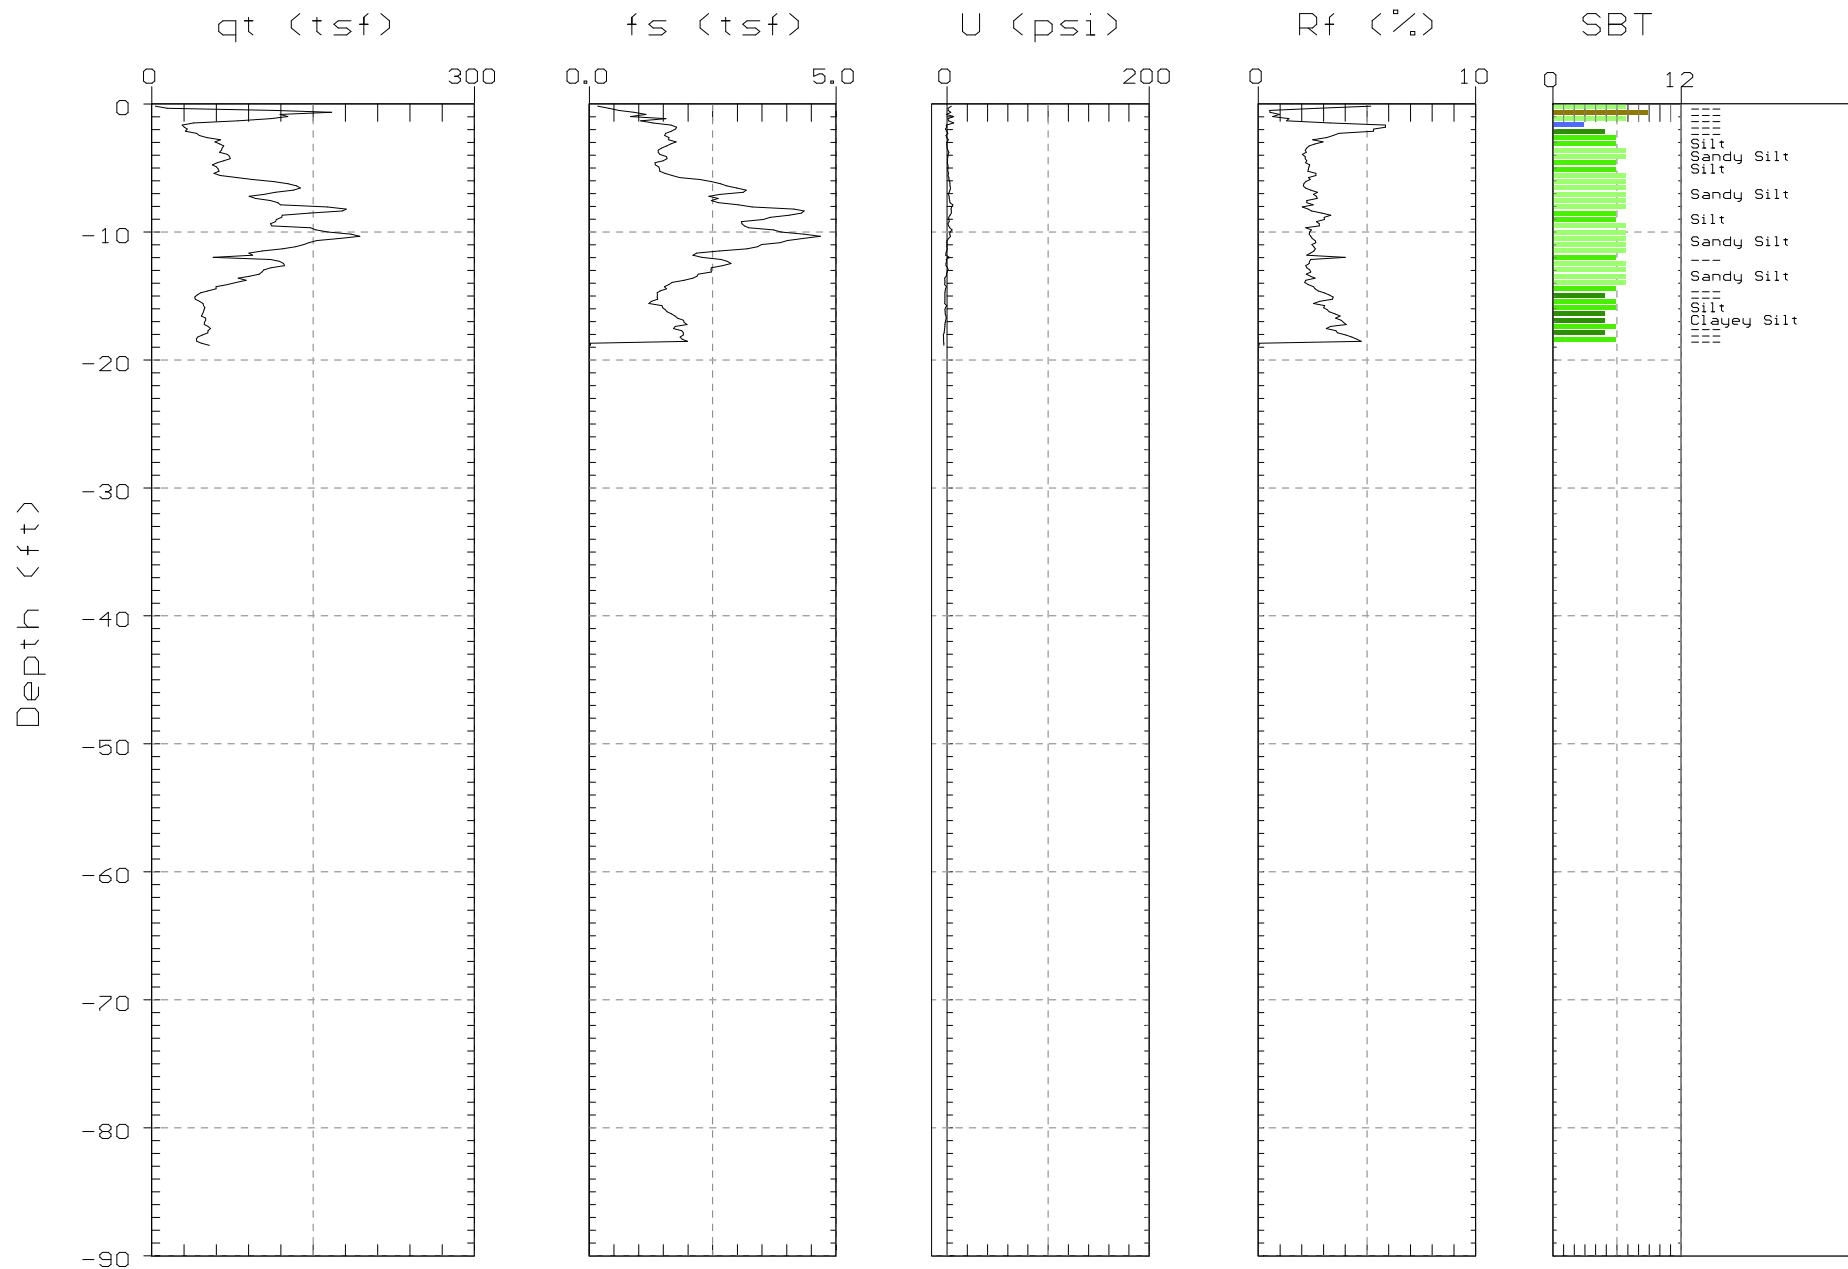 qt (tsf) fs (tsf) U (psi) Rf (%) SBT
0 300 0.0 5.0 0 200 0 10 0 12
0
-10
-20
-30
-40
-50
-60
-70
-80
-90
Depth (ft)
---
---
---
---
---
Silt
Sandy Silt
Silt
Sandy Silt
Silt
Sandy Silt
---
Sandy Silt
---
---
Silt
Clayey Silt
---
---
---